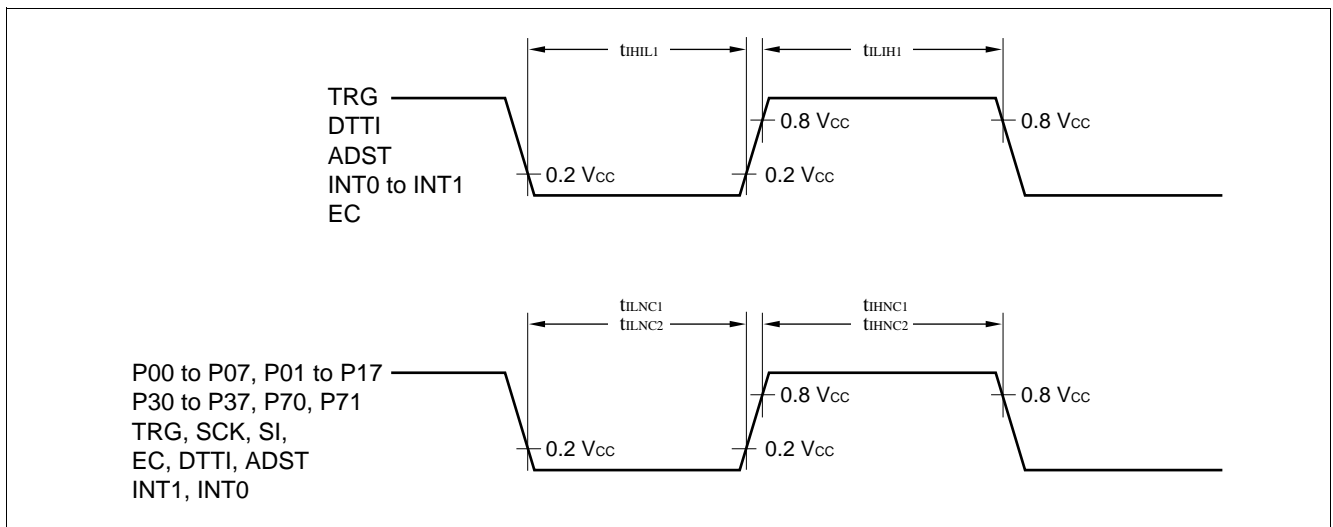 tIHIL1 tILIH1
TRG
DTTI
ADST
INT0 to INT1
EC
0.8 Vcc 0.8 Vcc
0.2 Vcc 0.2 Vcc
tILNC1 tIHNC1
tILNC2 tIHNC2
P00 to P07, P01 to P17
P30 to P37, P70, P71
TRG, SCK, SI,
EC, DTTI, ADST
INT1, INT0
0.8 Vcc 0.8 Vcc
0.2 Vcc 0.2 Vcc